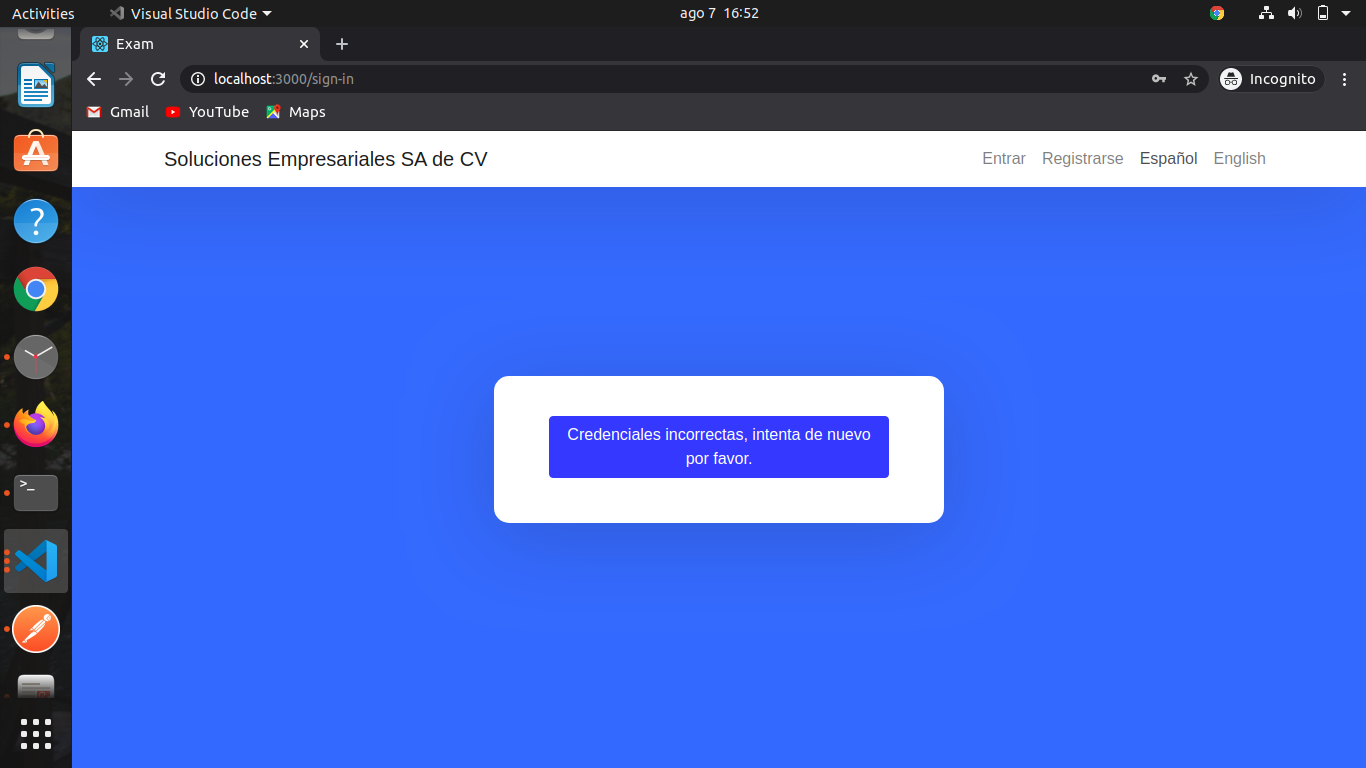 Activities
Visual Studio Code
ago 7 16:52
Exam
localhost:3000/sign-in
Incognito
Gmail
YouTube
Maps
Soluciones Empresariales SA de CV
Entrar
Registrarse
Español
English
Credenciales incorrectas, intenta de nuevo
por favor.